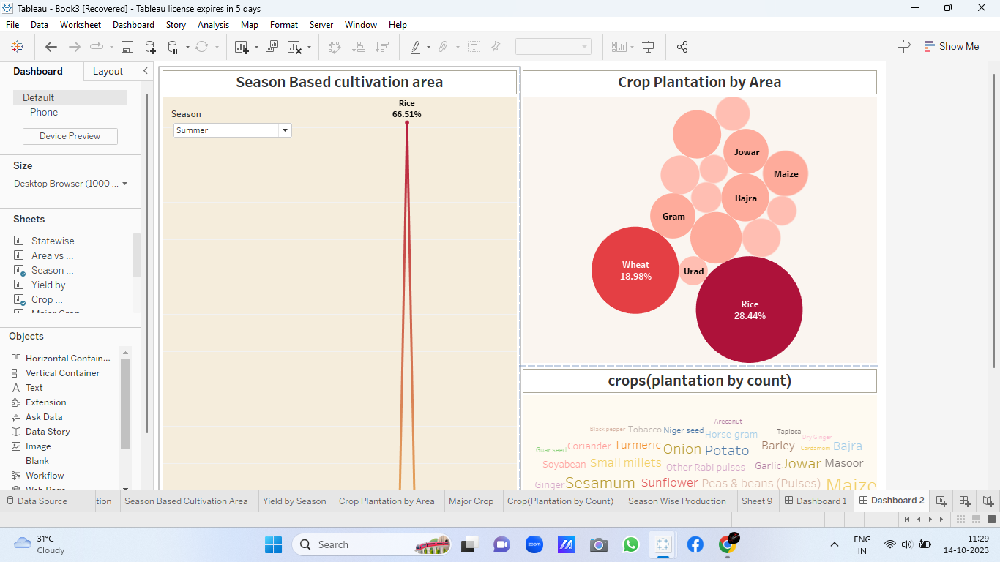 Tableau - Book3 [Recovered] - Tableau license expires in 5 days
File Data Worksheet Dashboard Story Analysis Map Format Server Window Help
Show Me
Dashboard Layout
Default
Phone
Device Preview
Size
Desktop Browser (1000 ...
Sheets
Statewise ...
Area vs ...
Season ...
Yield by ...
Crop ...
Major Crop
Objects
Horizontal Contain...
Vertical Container
Text
Extension
Ask Data
Data Story
Image
Blank
Workflow
Web Page
Season Based cultivation area
Season
Summer
Rice
66.51%
Crop Plantation by Area
Jowar
Maize
Bajra
Gram
Wheat
18.98%
Urad
Rice
28.44%
crops(plantation by count)
Arecanut
Black pepper Tobacco Niger seed Horse-gram Tapioca
Dry Ginger
Guar seed Coriander Turmeric Onion Potato Barley Cardamom Bajra
Soyabean Small millets Other Rabi pulses Garlic Jowar Masoor
Ginger Sesamum Sunflower Peas & beans (Pulses) Maize
Data Source tion Season Based Cultivation Area Yield by Season Crop Plantation by Area Major Crop Crop(Plantation by Count) Season Wise Production Sheet 9 Dashboard 1 Dashboard 2
31°C
Cloudy
Search
zoom
ENG
IN
11:29
14-10-2023